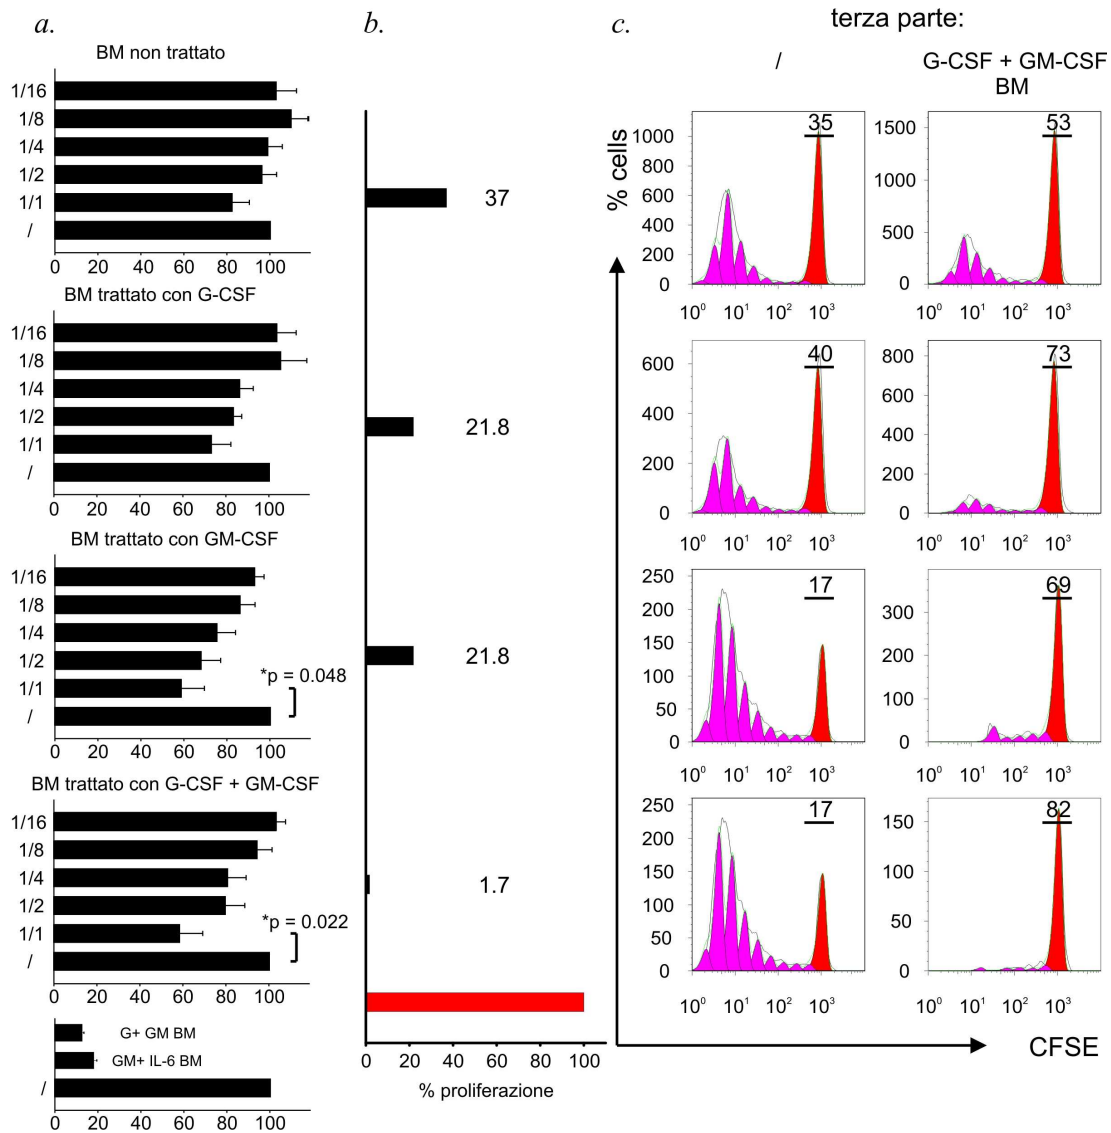 a.
BM non trattato
1/16
1/8
1/4
1/2
1/1
/
0 20 40 60 80 100
BM trattato con G-CSF
1/16
1/8
1/4
1/2
1/1
/
0 20 40 60 80 100
BM trattato con GM-CSF
1/16
1/8
1/4
1/2
1/1
/
*p = 0.048
0 20 40 60 80 100
BM trattato con G-CSF + GM-CSF
1/16
1/8
1/4
1/2
1/1
/
*p = 0.022
0 20 40 60 80 100
G+ GM BM
GM+ IL-6 BM
/
0 20 40 60 80 100
b.
37
21.8
21.8
1.7
0 20 40 60 80 100
% proliferazione
c.
terza parte:
/
G-CSF + GM-CSF
BM
% cells
35
1000
800
600
400
200
0
10⁰ 10¹ 10² 10³
53
1500
1000
500
0
10⁰ 10¹ 10² 10³
40
600
400
200
0
10⁰ 10¹ 10² 10³
73
800
600
400
200
0
10⁰ 10¹ 10² 10³
17
250
200
150
100
50
0
10⁰ 10¹ 10² 10³
69
300
200
100
0
10⁰ 10¹ 10² 10³
17
250
200
150
100
50
0
10⁰ 10¹ 10² 10³
82
150
100
50
0
10⁰ 10¹ 10² 10³
CFSE